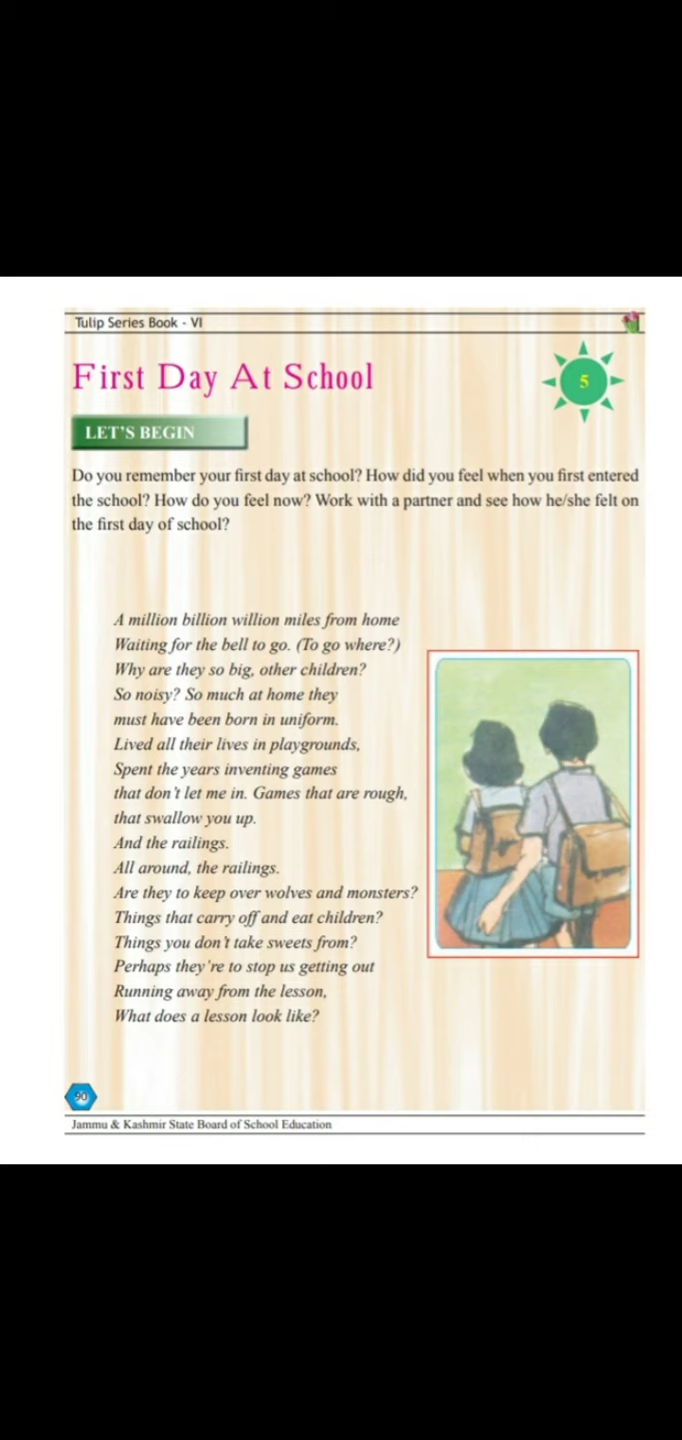 Tulip Series Book - VI
First Day At School
5
LET'S BEGIN
Do you remember your first day at school? How did you feel when you first entered
the school? How do you feel now? Work with a partner and see how he/she felt on
the first day of school?
A million billion willion miles from home
Waiting for the bell to go. (To go where?)
Why are they so big, other children?
So noisy? So much at home they
must have been born in uniform.
Lived all their lives in playgrounds,
Spent the years inventing games
that don't let me in. Games that are rough,
that swallow you up.
And the railings.
All around, the railings.
Are they to keep over wolves and monsters?
Things that carry off and eat children?
Things you don't take sweets from?
Perhaps they're to stop us getting out
Running away from the lesson,
What does a lesson look like?
90
Jammu & Kashmir State Board of School Education